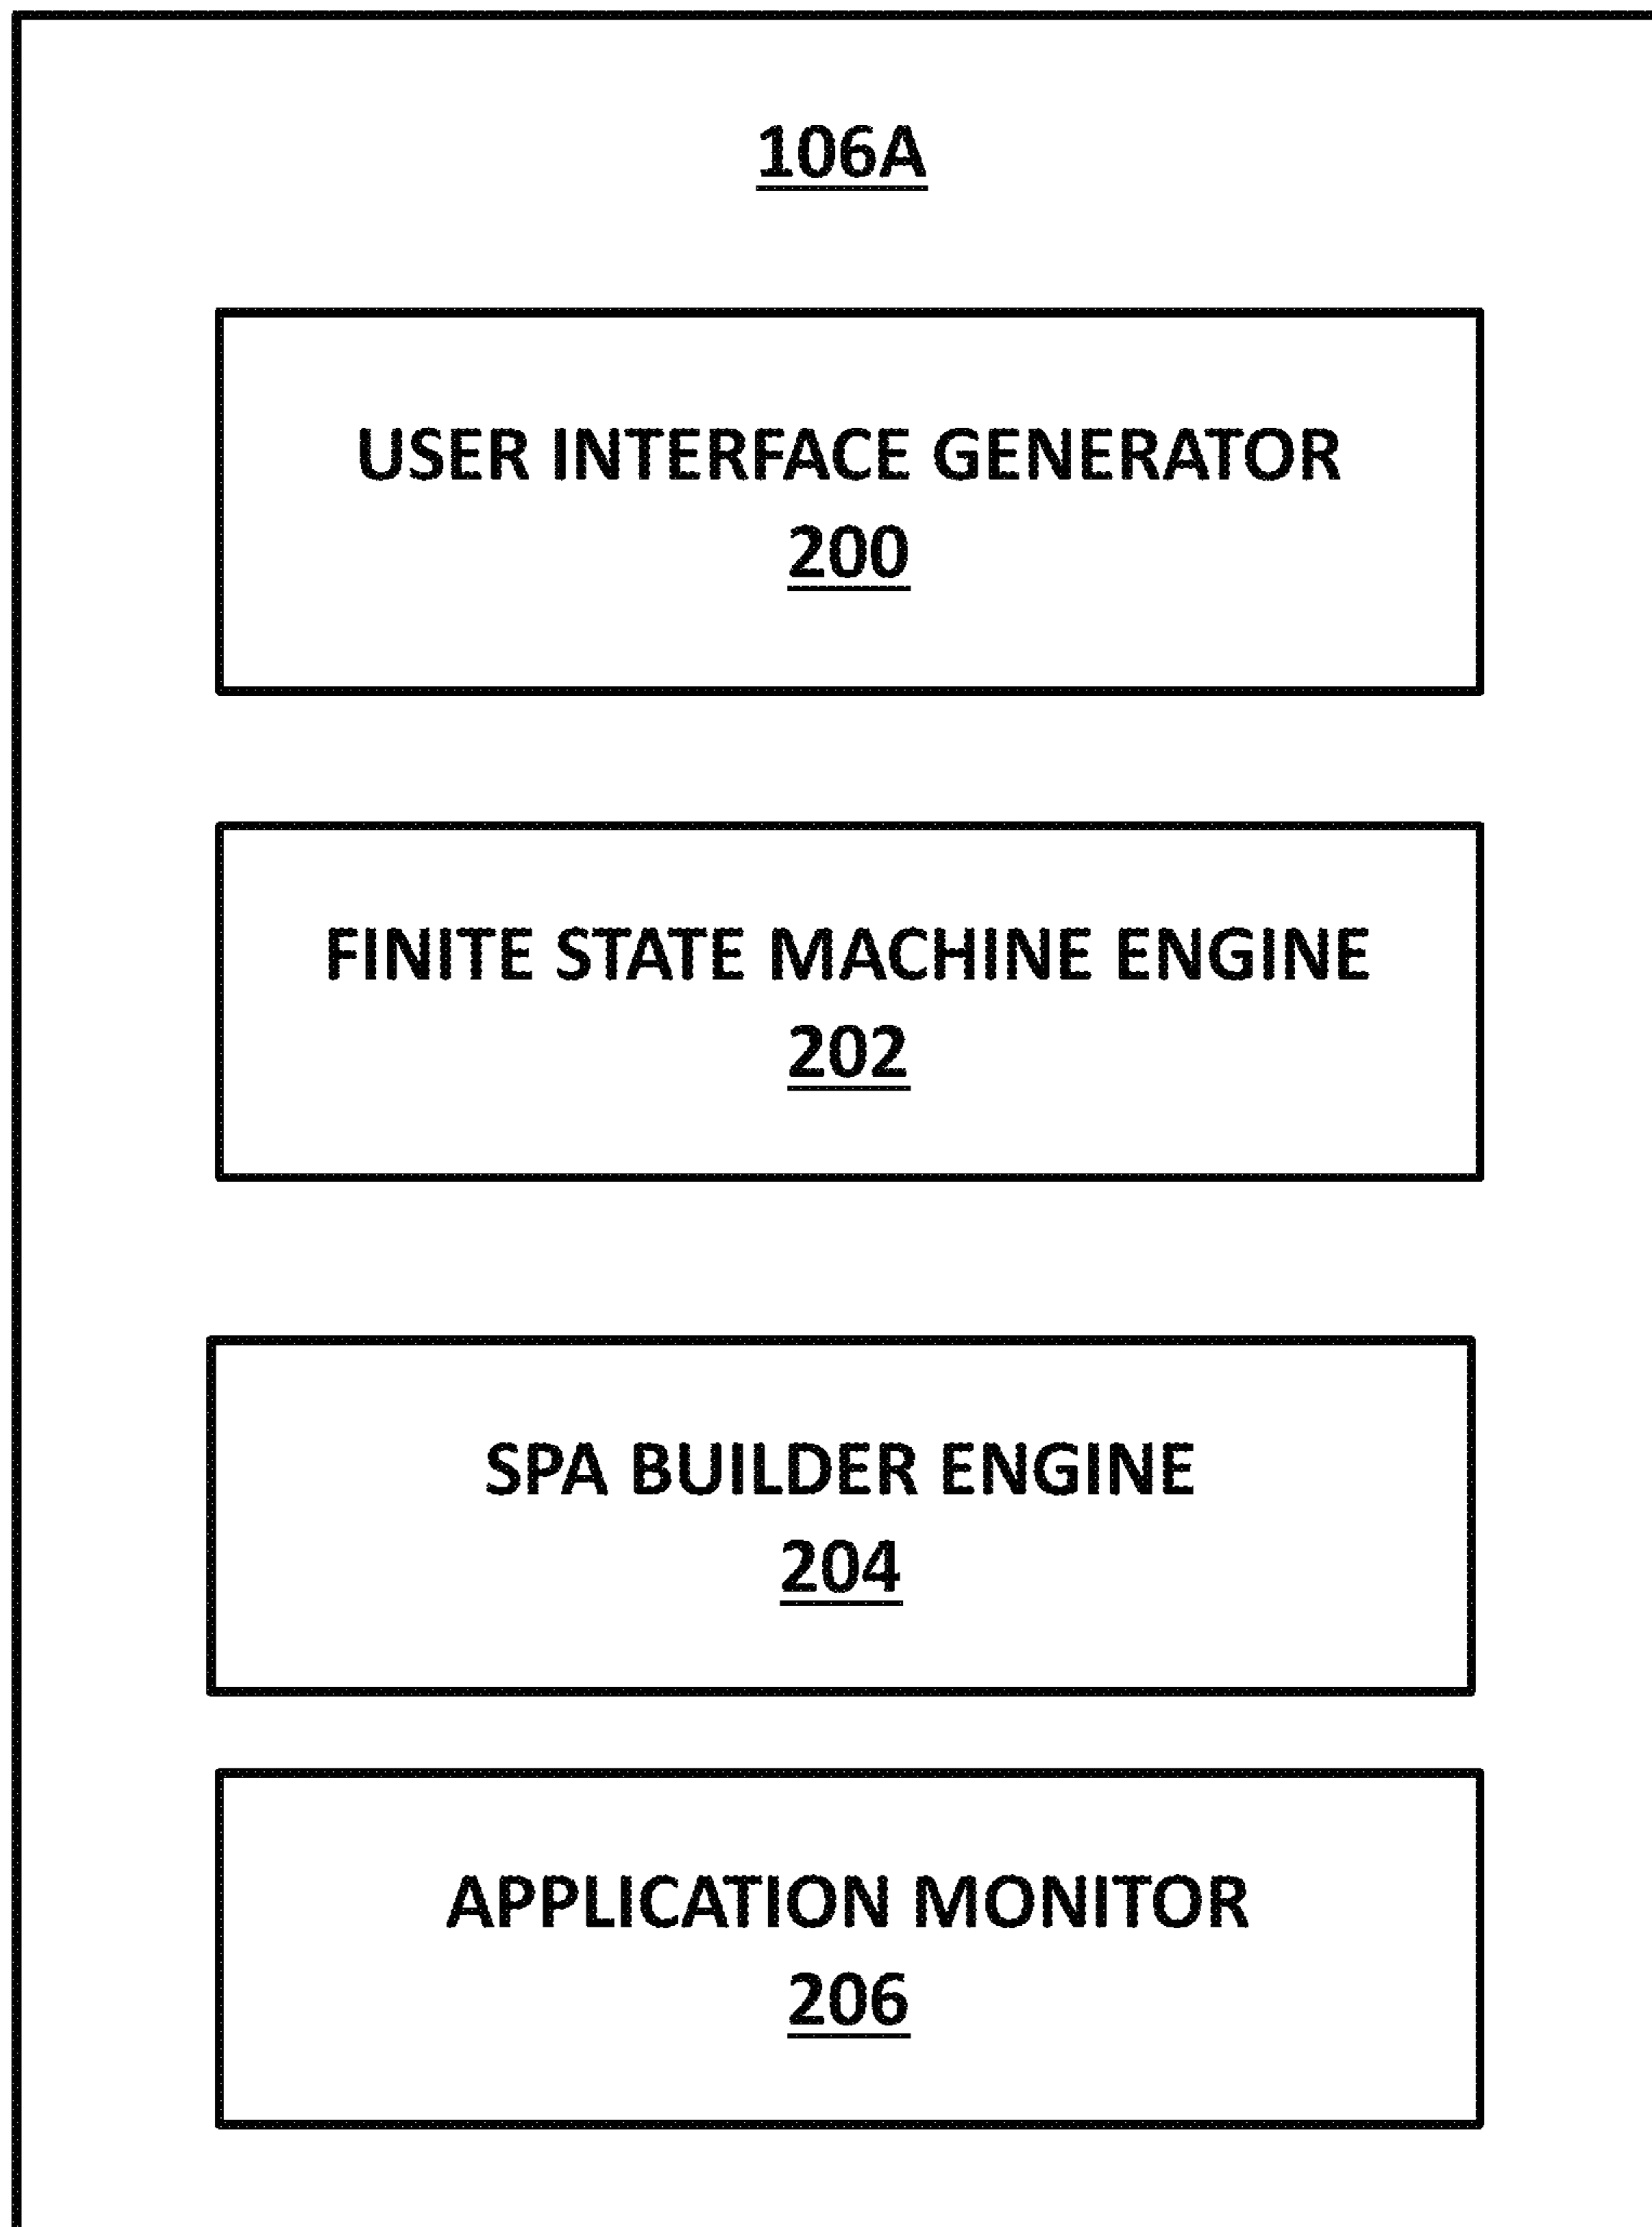 106A
USER INTERFACE GENERATOR
200
FINITE STATE MACHINE ENGINE
202
SPA BUILDER ENGINE
204
APPLICATION MONITOR
206